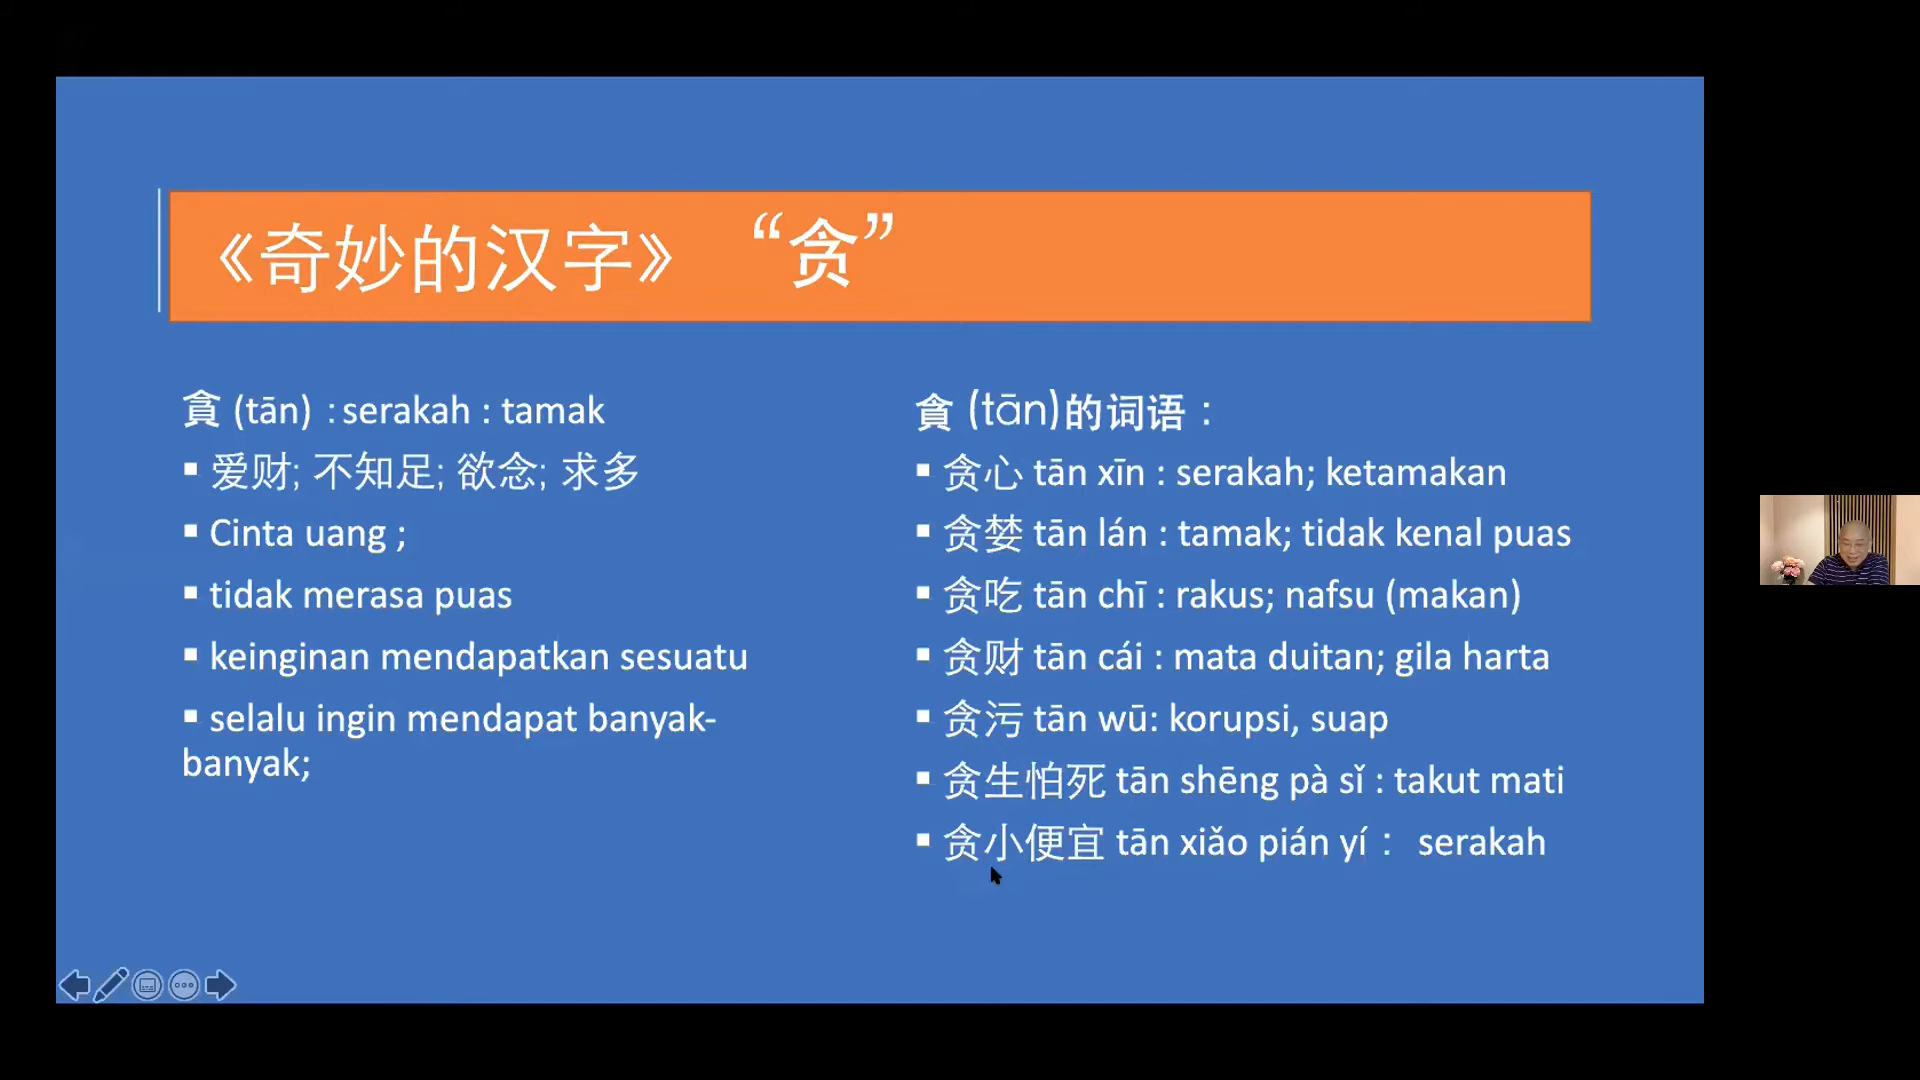 《奇妙的汉字》 “贪”
貪 (tān) : serakah : tamak
▪ 爱财; 不知足; 欲念; 求多
▪ Cinta uang ;
▪ tidak merasa puas
▪ keinginan mendapatkan sesuatu
▪ selalu ingin mendapat banyak-
banyak;
貪 (tān)的词语：
▪ 贪心 tān xīn : serakah; ketamakan
▪ 贪婪 tān lán : tamak; tidak kenal puas
▪ 贪吃 tān chī : rakus; nafsu (makan)
▪ 贪财 tān cái : mata duitan; gila harta
▪ 贪污 tān wū: korupsi, suap
▪ 贪生怕死 tān shēng pà sǐ : takut mati
▪ 贪小便宜 tān xiǎo pián yí： serakah